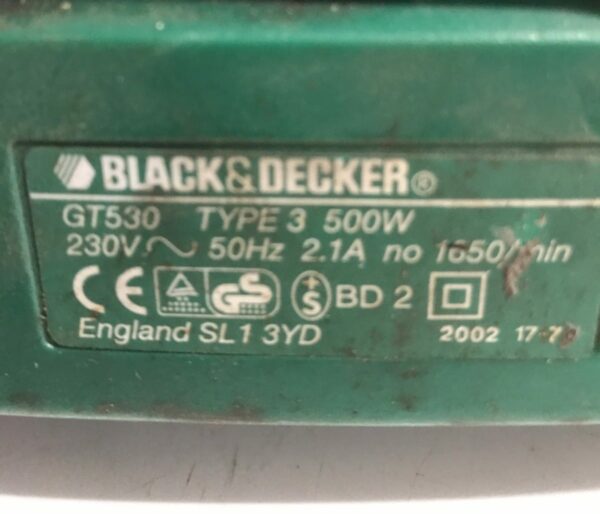 BLACK&DECKER®
GT530 TYPE 3 500W
230V ~ 50Hz 2.1A no 1650/min
CE GS S BD 2
England SL1 3YD
2002 17-